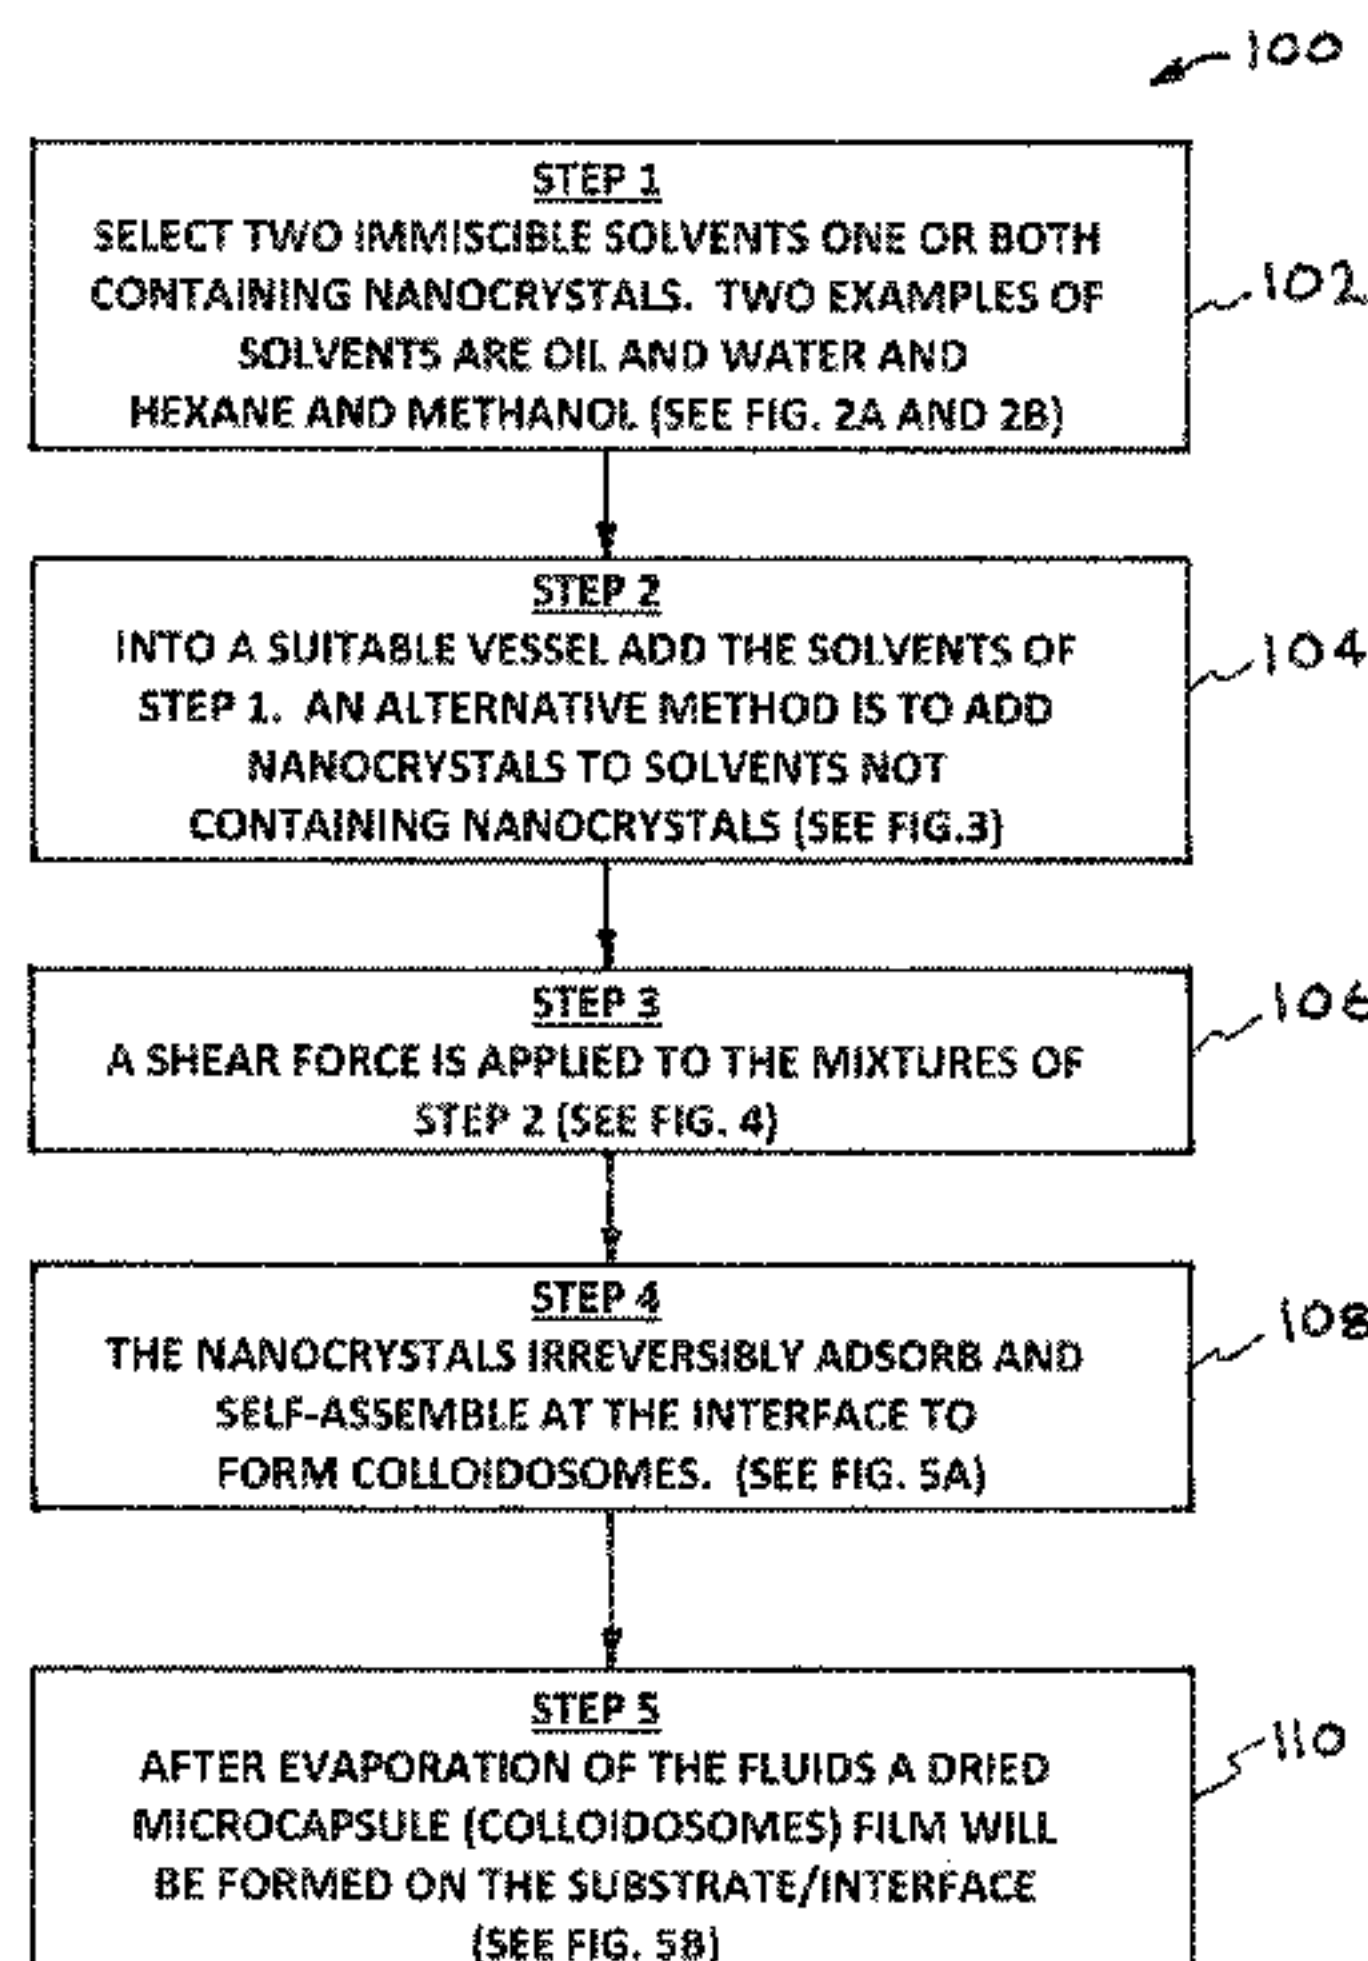 100
STEP 1
SELECT TWO IMMISCIBLE SOLVENTS ONE OR BOTH
CONTAINING NANOCRYSTALS. TWO EXAMPLES OF
SOLVENTS ARE OIL AND WATER AND
HEXANE AND METHANOL (SEE FIG. 2A AND 2B)
102
STEP 2
INTO A SUITABLE VESSEL ADD THE SOLVENTS OF
STEP 1. AN ALTERNATIVE METHOD IS TO ADD
NANOCRYSTALS TO SOLVENTS NOT
CONTAINING NANOCRYSTALS (SEE FIG.3)
104
STEP 3
A SHEAR FORCE IS APPLIED TO THE MIXTURES OF
STEP 2 (SEE FIG. 4)
106
STEP 4
THE NANOCRYSTALS IRREVERSIBLY ADSORB AND
SELF-ASSEMBLE AT THE INTERFACE TO
FORM COLLOIDOSOMES. (SEE FIG. 5A)
108
STEP 5
AFTER EVAPORATION OF THE FLUIDS A DRIED
MICROCAPSULE (COLLOIDOSOMES) FILM WILL
BE FORMED ON THE SUBSTRATE/INTERFACE
(SEE FIG. 5B)
110